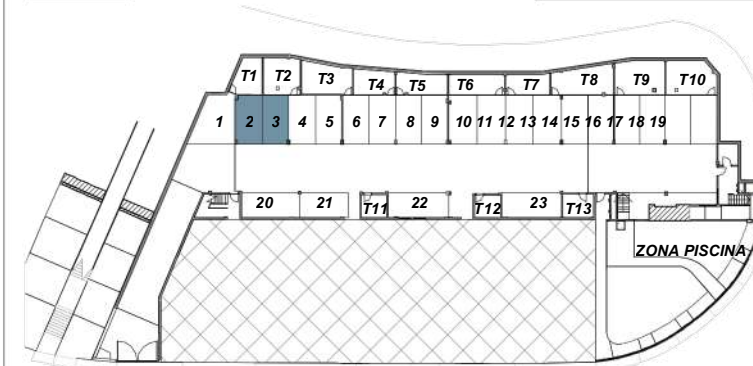 T1 T2 T3 T4 T5 T6 T7 T8 T9 T10
1 2 3 4 5 6 7 8 9 10 11 12 13 14 15 16 17 18 19
20 21 T11 22 T12 23 T13
ZONA PISCINA